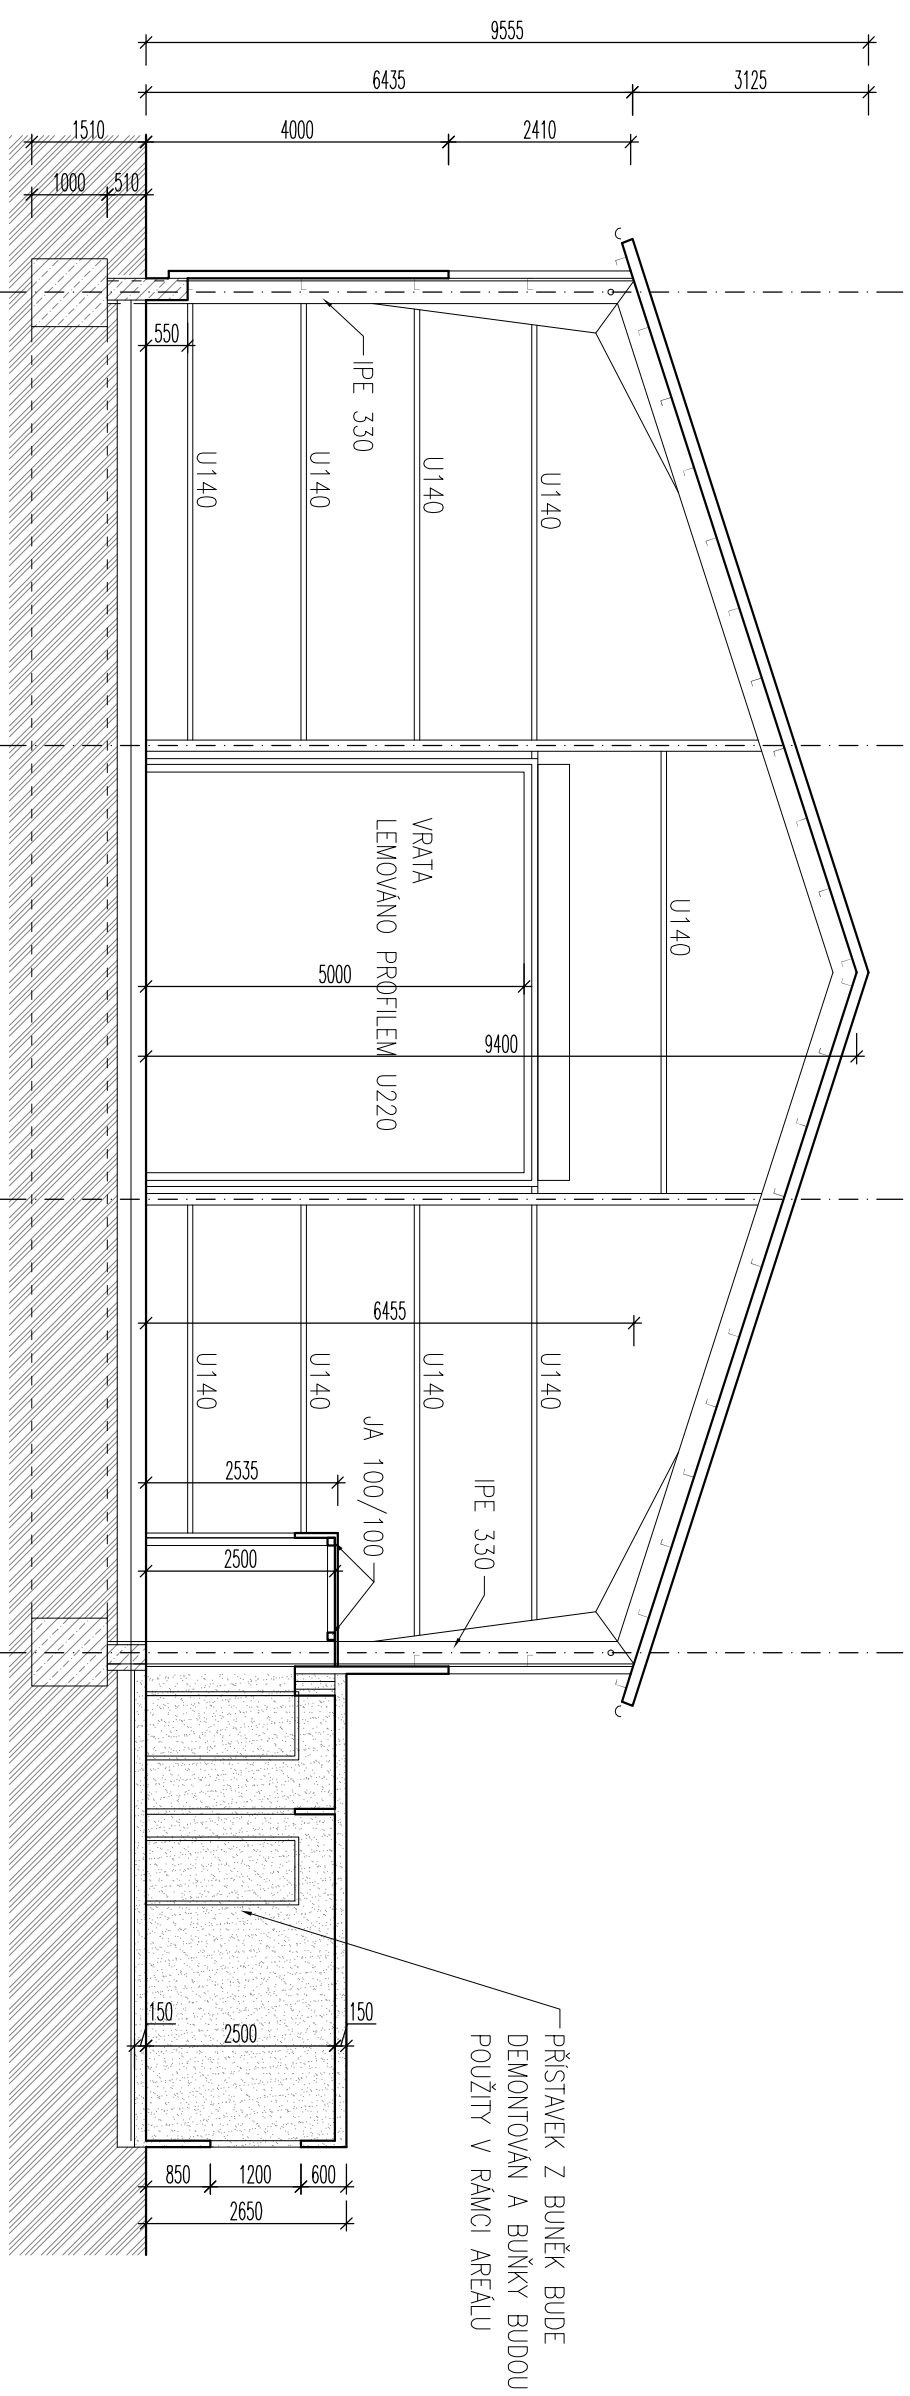 9555
6435
3125
1510
4000
2410
1000
510
550
IPE 330
U140
U140
U140
U140
VRATA
LEMOVÁNO PROFILEM U220
U140
5000
9400
6455
U140
U140
U140
U140
JA 100/100
IPE 330
2535
2500
PŘÍSTAVEK Z BUNĚK BUDE
DEMONTOVÁN A BUŇKY BUDOU
POUŽITY V RÁMCI AREÁLU
150
2500
150
850
1200
600
2650